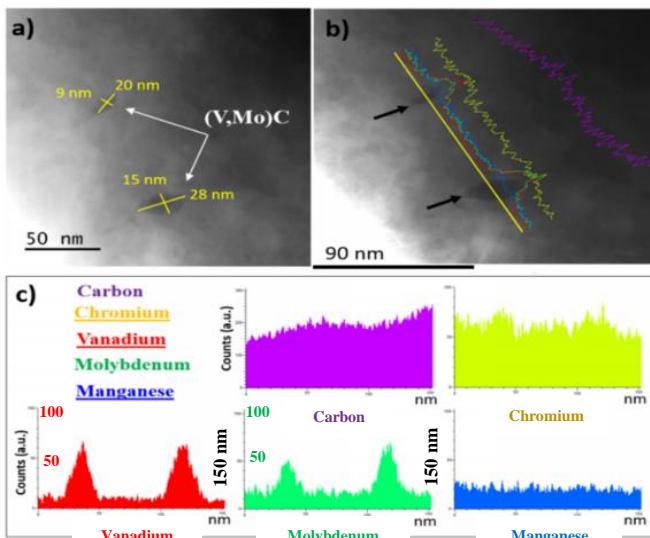 a)
9 nm
20 nm
(V,Mo)C
15 nm
28 nm
50 nm
b)
90 nm
c)
Carbon
Chromium
Vanadium
Molybdenum
Manganese
Counts (a.u.)
nm
Carbon
nm
Chromium
100
50
Counts (a.u.)
nm
Vanadium
150 nm
100
50
nm
Molybdenum
150 nm
nm
Manganese